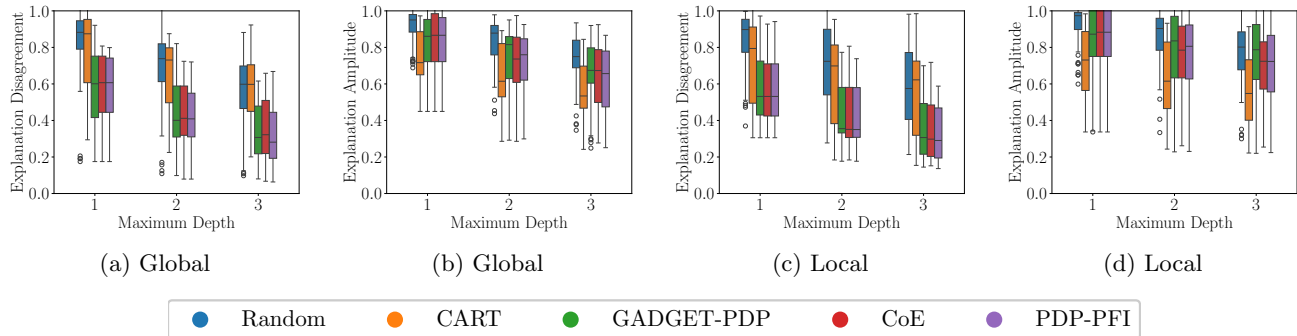 1.0 1.0 1.0 1.0
0.8 0.8 0.8 0.8
0.6 0.6 0.6 0.6
0.4 0.4 0.4 0.4
0.2 0.2 0.2 0.2
0.0 0.0 0.0 0.0
Explanation Disagreement
Explanation Amplitude
Explanation Disagreement
Explanation Amplitude
1 2 3 1 2 3 1 2 3 1 2 3
Maximum Depth Maximum Depth Maximum Depth Maximum Depth
(a) Global (b) Global (c) Local (d) Local
Random CART GADGET-PDP CoE PDP-PFI